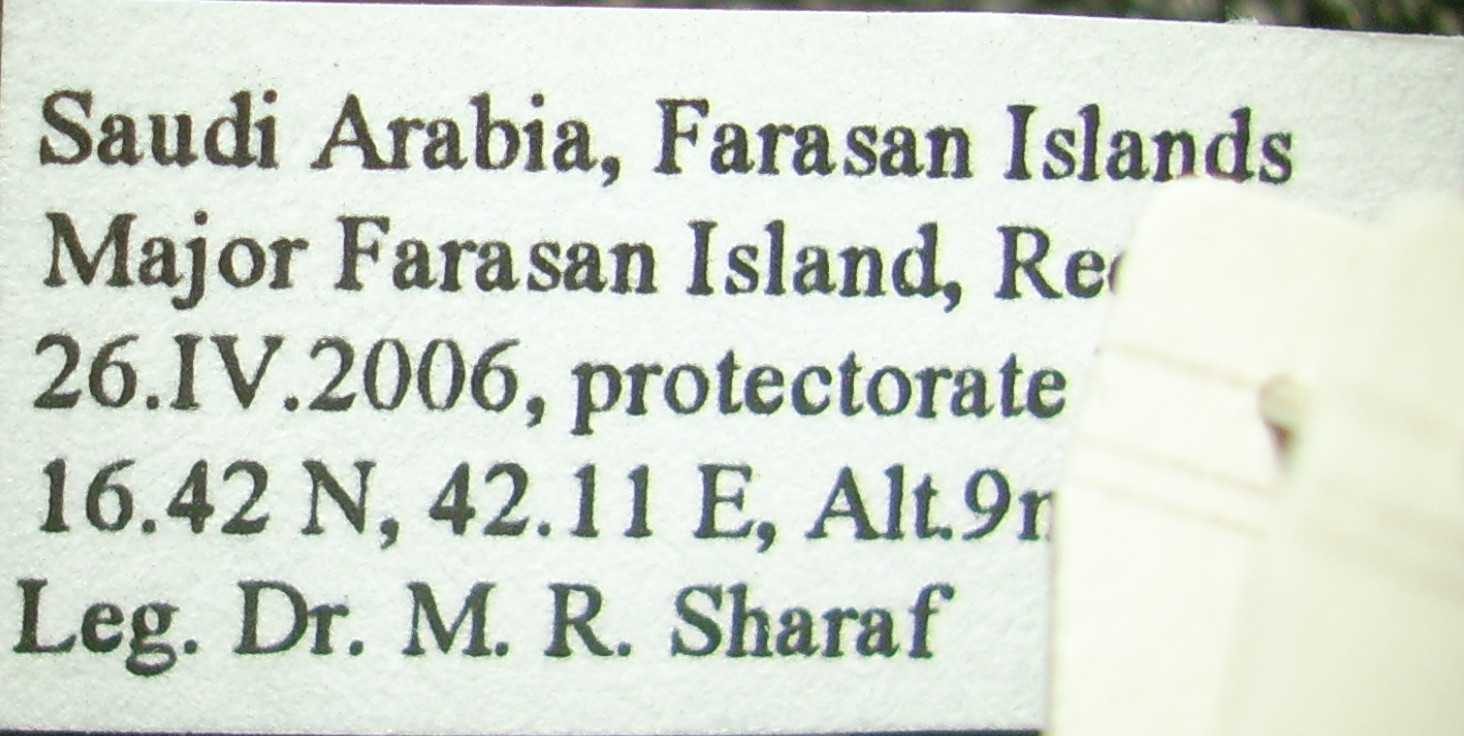 Saudi Arabia, Farasan Islands
Major Farasan Island,
26.IV.2006, protectorate
16.42 N, 42.11 E,
Leg. Dr. M. R. Sharaf